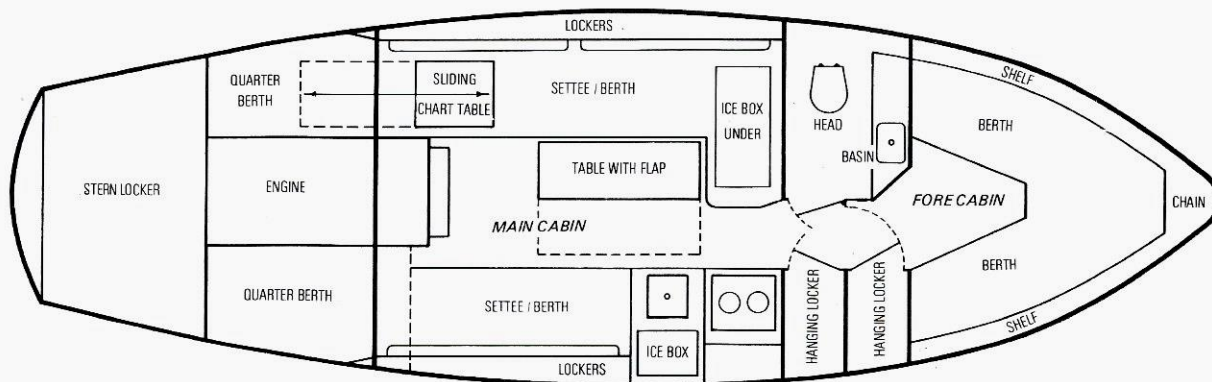 LOCKERS
QUARTER
BERTH
SLIDING
CHART TABLE
SETTEE / BERTH
ICE BOX
UNDER
HEAD
BASIN
SHELF
BERTH
STERN LOCKER
ENGINE
TABLE WITH FLAP
MAIN CABIN
FORE CABIN
CHAIN
QUARTER BERTH
SETTEE / BERTH
ICE BOX
LOCKERS
HANGING LOCKER
HANGING LOCKER
BERTH
SHELF